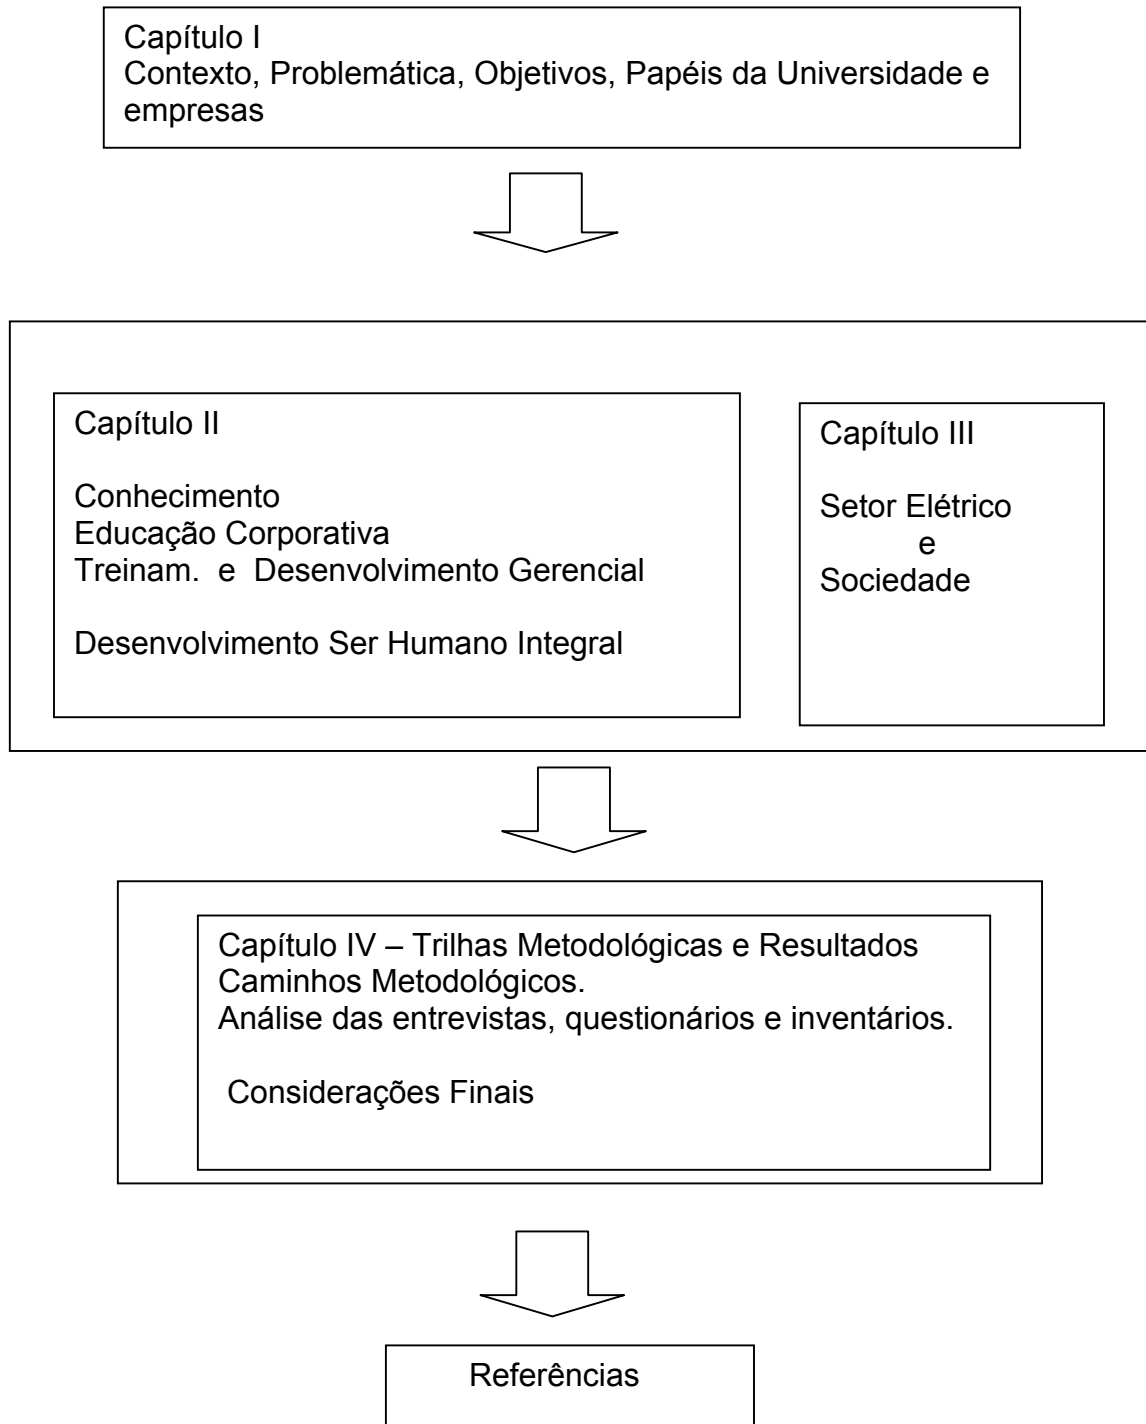 Capítulo I
Contexto, Problemática, Objetivos, Papéis da Universidade e
empresas
Capítulo II
Conhecimento
Educação Corporativa
Treinam. e Desenvolvimento Gerencial
Desenvolvimento Ser Humano Integral
Capítulo III
Setor Elétrico
e
Sociedade
Capítulo IV – Trilhas Metodológicas e Resultados
Caminhos Metodológicos.
Análise das entrevistas, questionários e inventários.
Considerações Finais
Referências